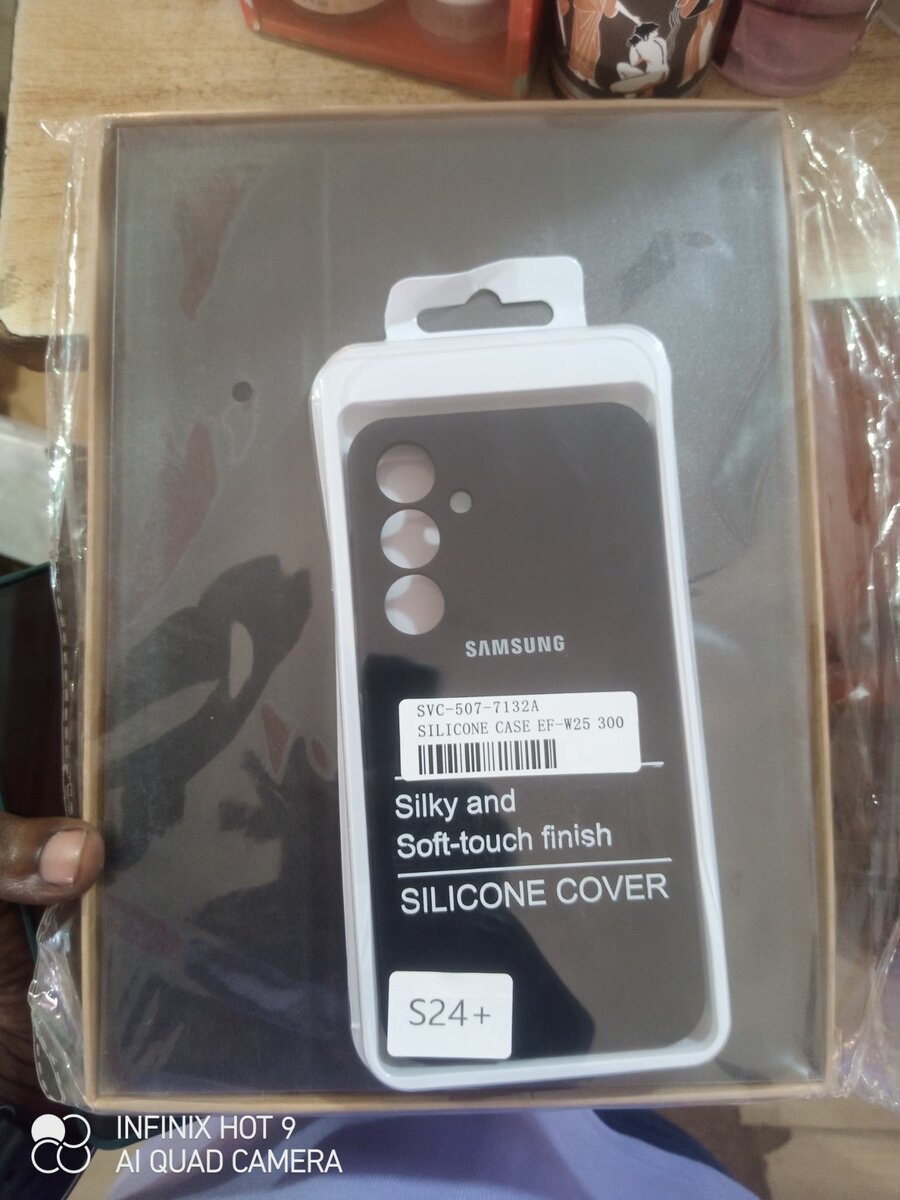 SAMSUNG
SVC-507-7132A
SILICONE CASE EF-W25 300
Silky and
Soft-touch finish
SILICONE COVER
S24+
INFINIX HOT 9
AI QUAD CAMERA